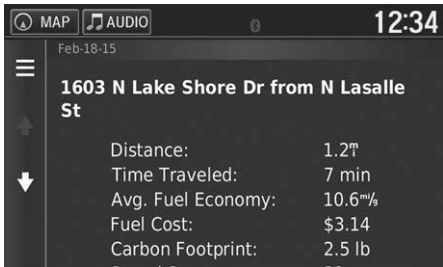 MAP AUDIO 12:34
Feb-18-15
1603 N Lake Shore Dr from N Lasalle
St
Distance: 1.2
Time Traveled: 7 min
Avg. Fuel Economy: 10.6
Fuel Cost: $3.14
Carbon Footprint: 2.5 lb